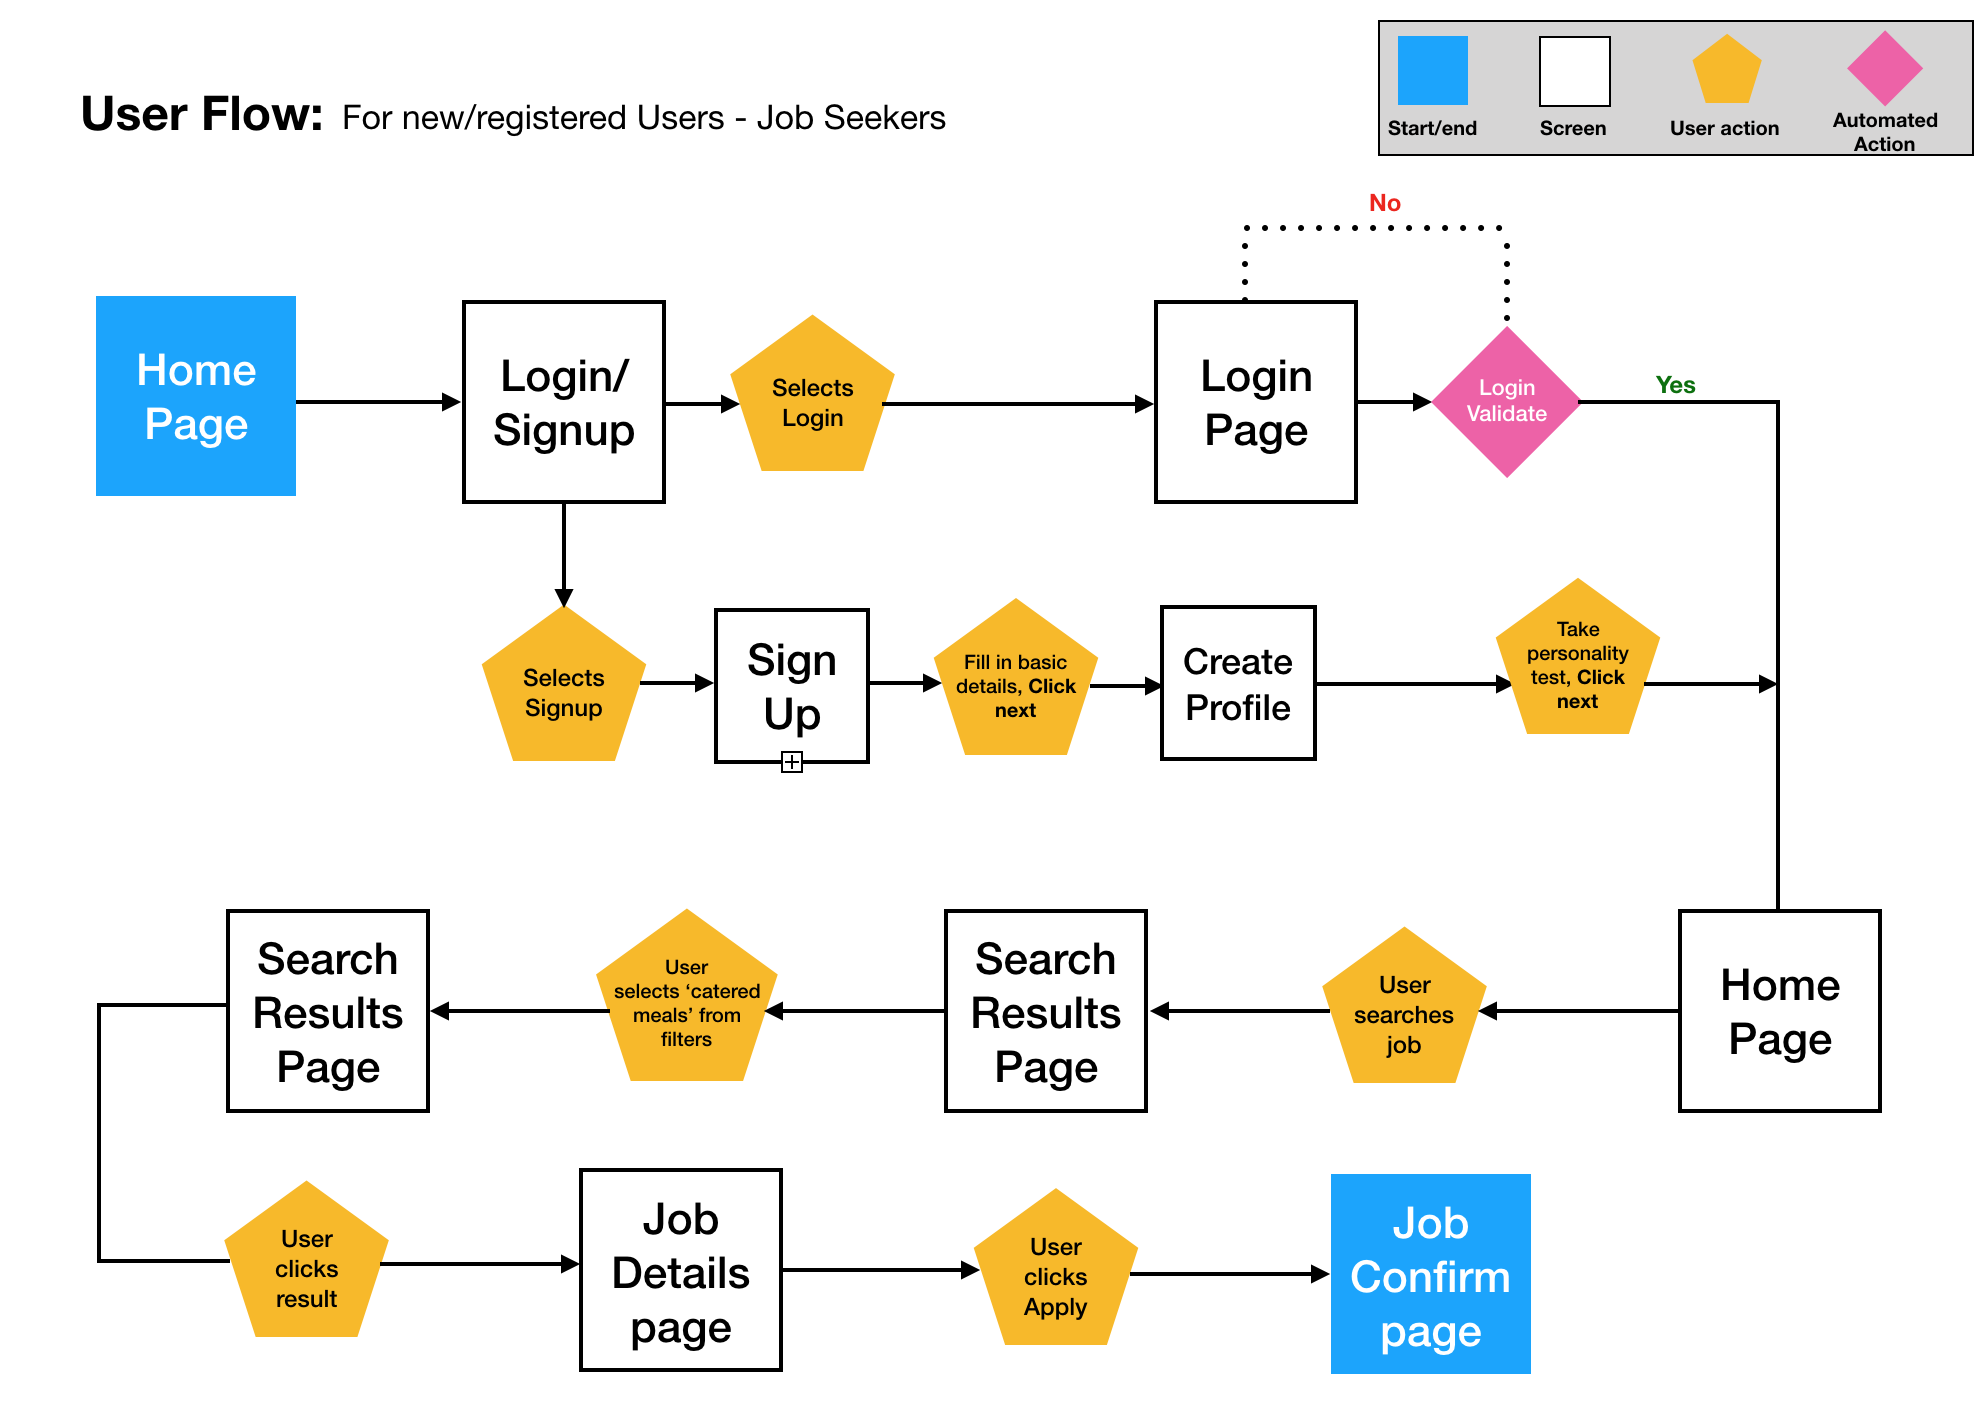 User Flow: For new/registered Users - Job Seekers
Start/end
Screen
User action
Automated
Action
No
Home
Page
Login/
Signup
Selects
Login
Login
Page
Login
Validate
Yes
Selects
Signup
Sign
Up
Fill in basic
details, Click
next
Create
Profile
Take
personality
test, Click
next
Home
Page
User
searches
job
Search
Results
Page
User
selects ‘catered
meals’ from
filters
Search
Results
Page
User
clicks
result
Job
Details
page
User
clicks
Apply
Job
Confirm
page